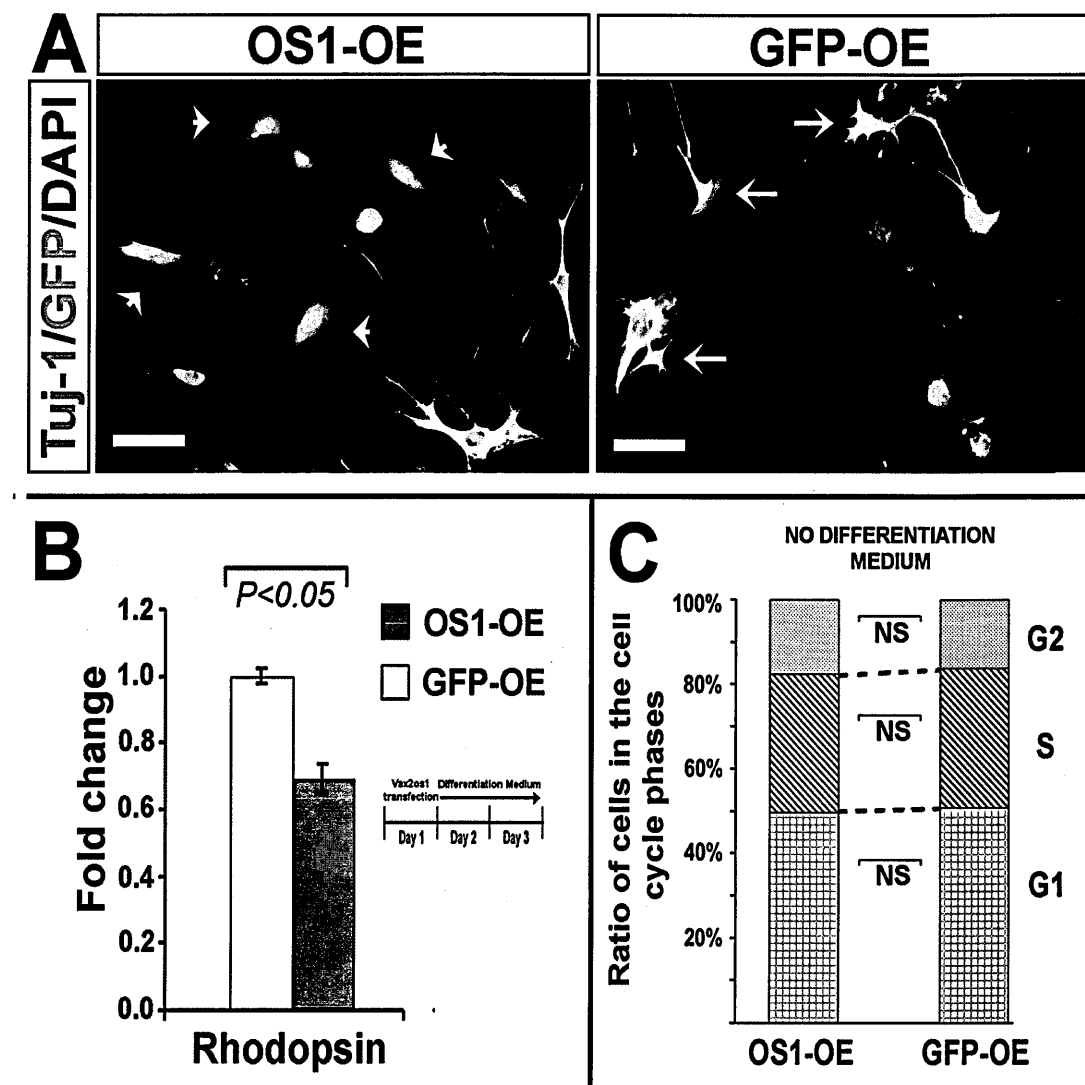 A
OS1-OE
GFP-OE
Tuj-1/GFP/DAPI
B
P<0.05
OS1-OE
GFP-OE
Fold change
1.2
1.0
0.8
0.6
0.4
0.2
0.0
Rhodopsin
Vax2os1
transfection
Differentiation Medium
Day 1
Day 2
Day 3
C
NO DIFFERENTIATION
MEDIUM
Ratio of cells in the cell
cycle phases
100%
80%
60%
40%
20%
NS
NS
NS
G2
S
G1
OS1-OE
GFP-OE